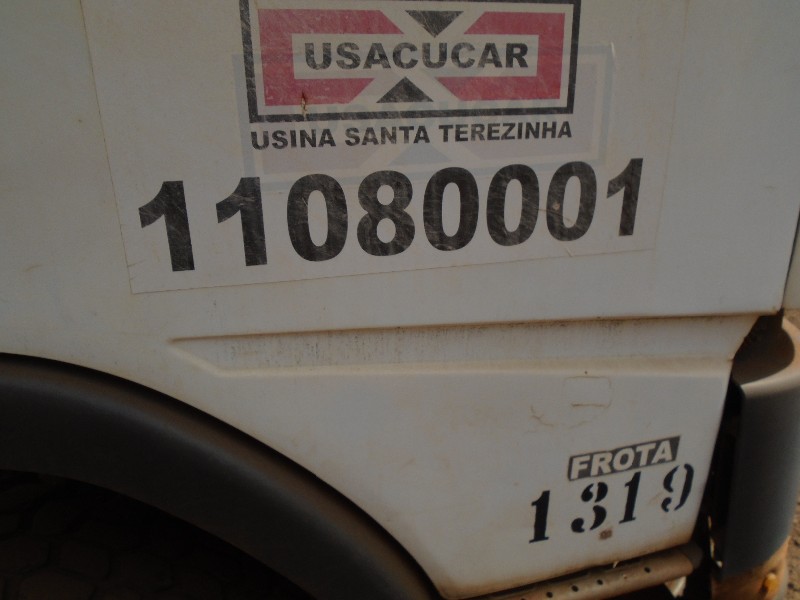 USACUCAR
USINA SANTA TEREZINHA
11080001
FROTA
1319